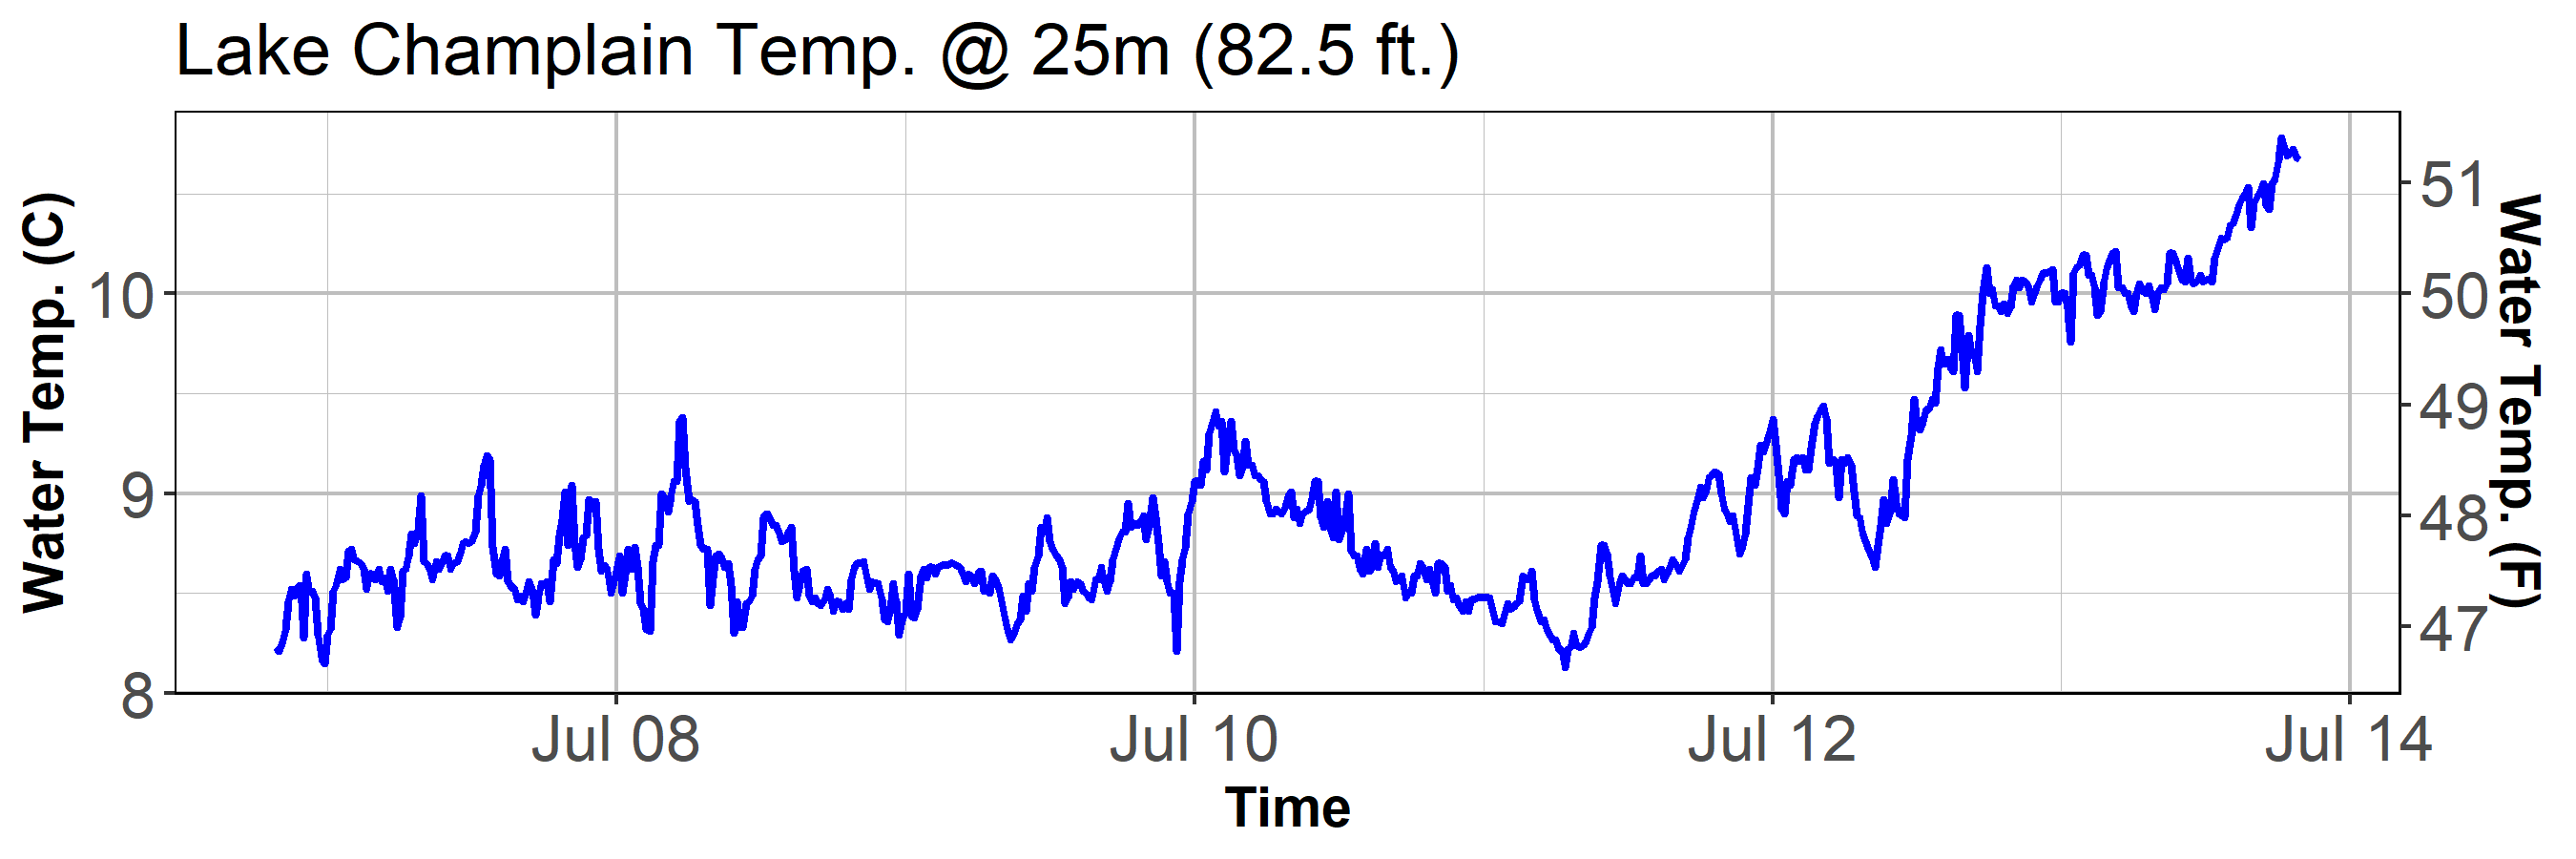 Lake Champlain Temp. @ 25m (82.5 ft.)
Water Temp. (C)
10
9
8
51
50
49
48
47
Water Temp. (F)
Jul 08
Jul 10
Jul 12
Jul 14
Time